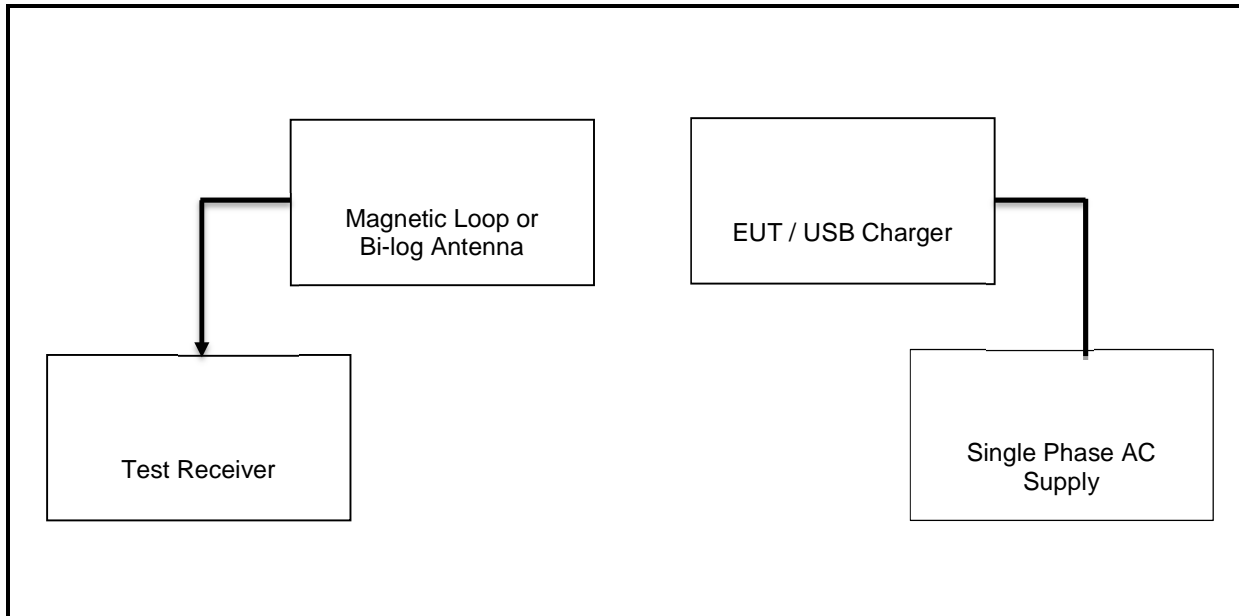 Magnetic Loop or
Bi-log Antenna
EUT / USB Charger
Test Receiver
Single Phase AC
Supply